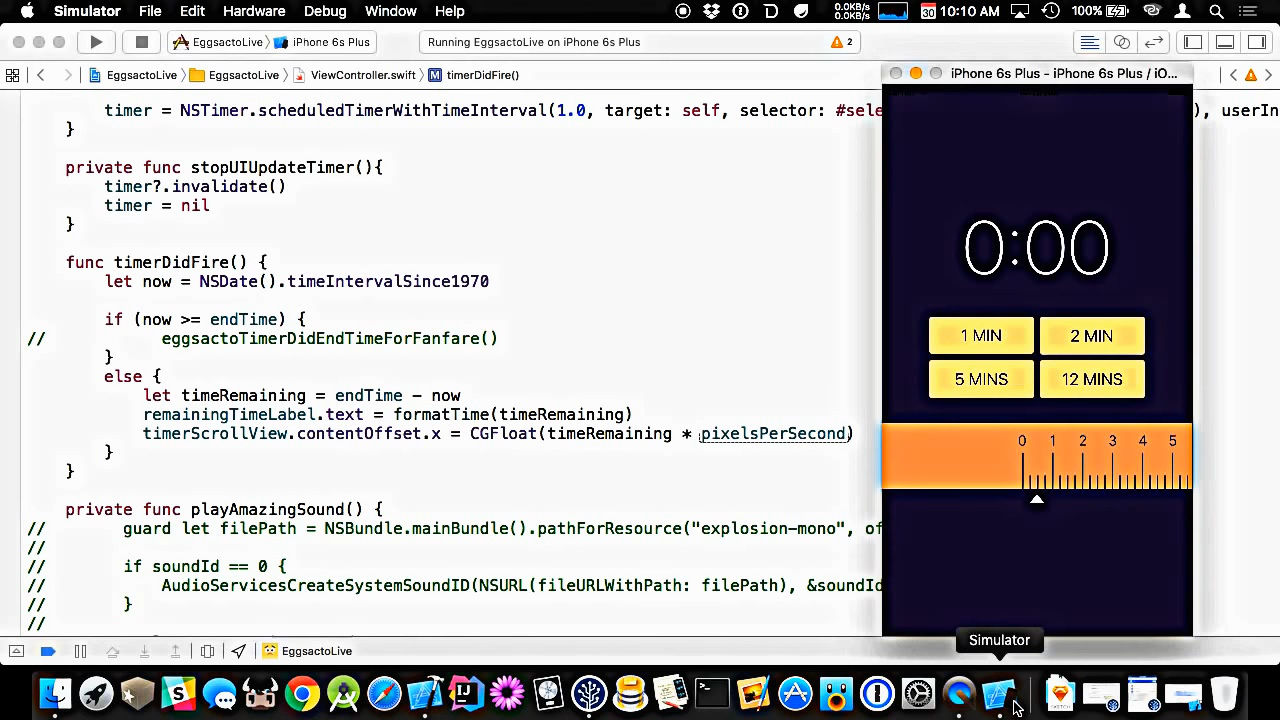 Simulator File Edit Hardware Debug Window Help 0.0KB/s 0.0KB/s 30 10:10 AM 100%
EggsactoLive iPhone 6s Plus Running EggsactoLive on iPhone 6s Plus 2
EggsactoLive EggsactoLive ViewController.swift M timerDidFire() iPhone 6s Plus - iPhone 6s Plus / iO...
timer = NSTimer.scheduledTimerWithTimeInterval(1.0, target: self, selector: #sele ), userIn
}
private func stopUIUpdateTimer(){
timer?.invalidate()
timer = nil
}
func timerDidFire() {
let now = NSDate().timeIntervalSince1970
if (now >= endTime) {
// eggsactoTimerDidEndTimeForFanfare()
}
else {
let timeRemaining = endTime - now
remainingTimeLabel.text = formatTime(timeRemaining)
timerScrollView.contentOffset.x = CGFloat(timeRemaining * pixelsPerSecond)
}
}
private func playAmazingSound() {
// guard let filePath = NSBundle.mainBundle().pathForResource("explosion-mono", of
//
// if soundId == 0 {
// AudioServicesCreateSystemSoundID(NSURL(fileURLWithPath: filePath), &soundId
// }
//
0:00
1 MIN 2 MIN
5 MINS 12 MINS
0 1 2 3 4 5
EggsactoLive
Simulator
SKETCH